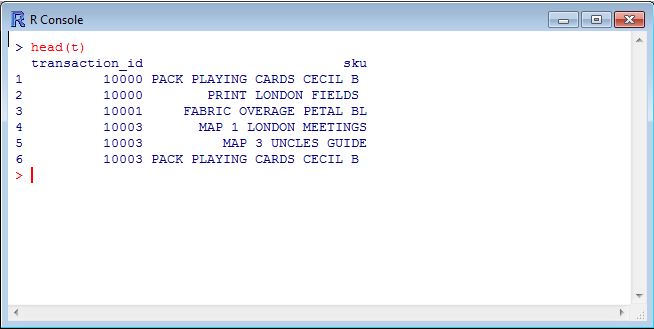 R R Console
> head(t)
transaction_id sku
1 10000 PACK PLAYING CARDS CECIL B
2 10000 PRINT LONDON FIELDS
3 10001 FABRIC OVERAGE PETAL BL
4 10003 MAP 1 LONDON MEETINGS
5 10003 MAP 3 UNCLES GUIDE
6 10003 PACK PLAYING CARDS CECIL B
>